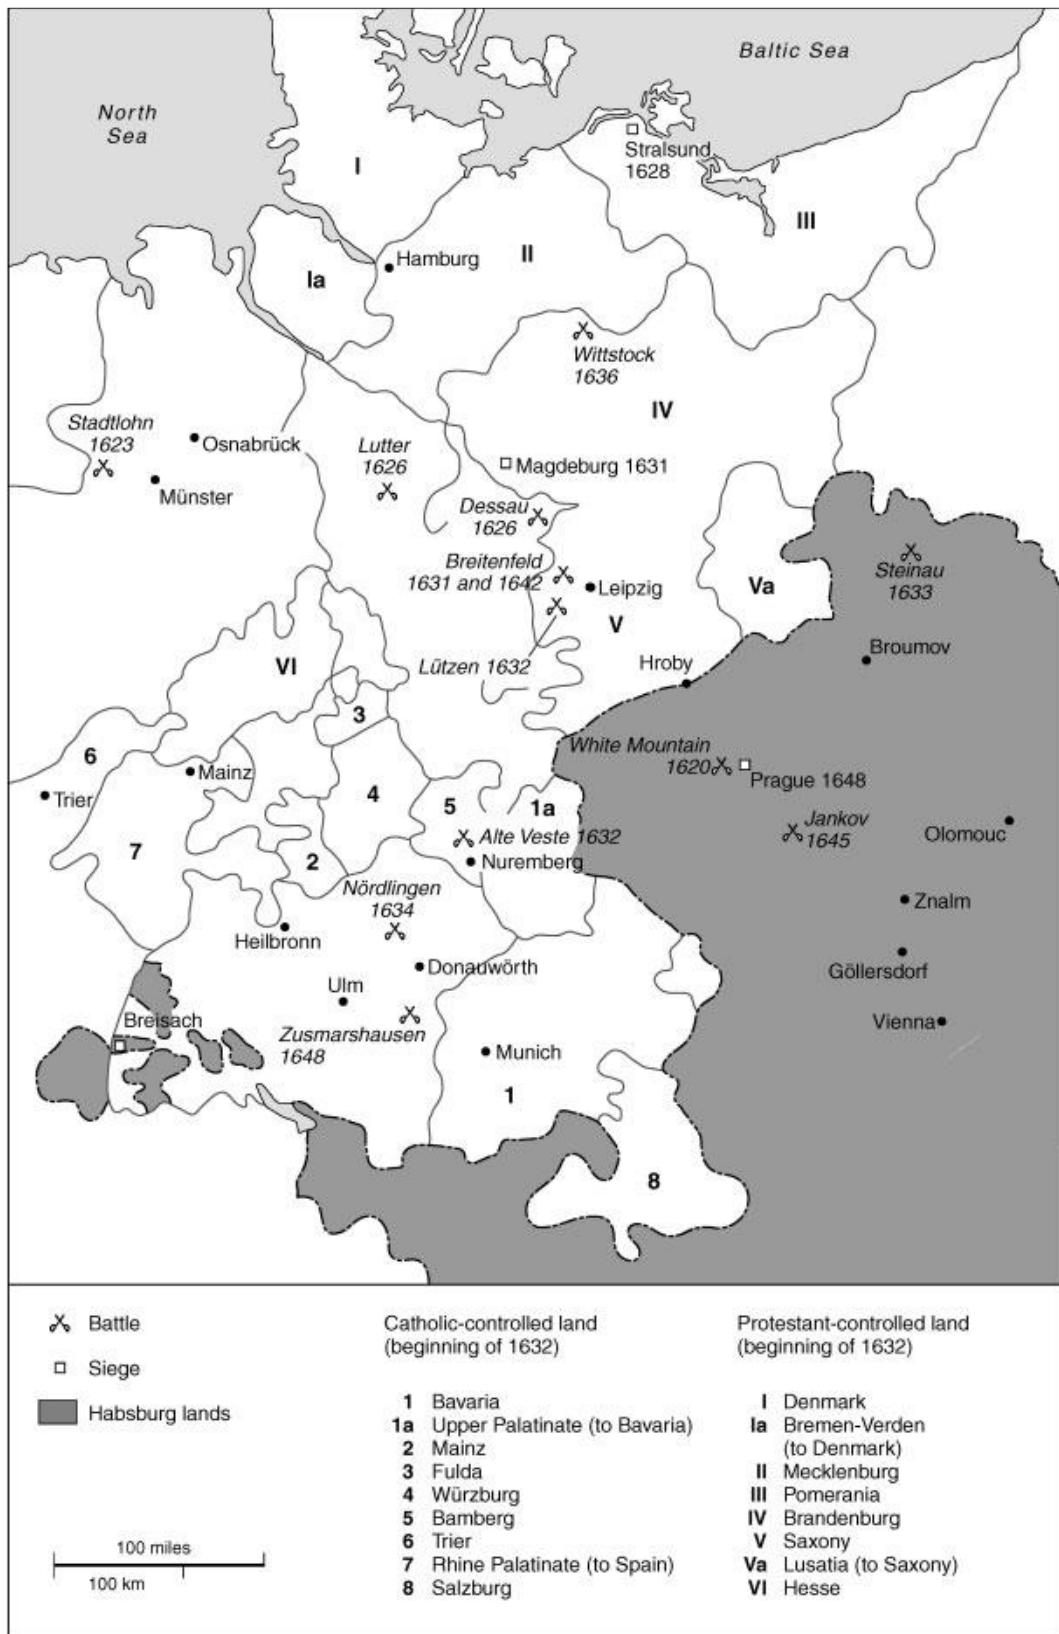 North
Sea
Baltic Sea
I
Stralsund
1628
III
Ia
Hamburg
II
Wittstock
1636
IV
Stadtlohn
1623
Osnabrück
Münster
Lutter
1626
Magdeburg 1631
Dessau
1626
Breitenfeld
1631 and 1642
Leipzig
V
Va
Steinau
1633
Lützen 1632
Hroby
Broumov
VI
3
6
Mainz
Trier
7
4
5
1a
2
White Mountain
1620
Prague 1648
Jankov
1645
Olomouc
Alte Veste 1632
Nuremberg
Nördlingen
1634
Heilbronn
Donauwörth
Znalm
Göllersdorf
Vienna
Ulm
Breisach
Zusmarshausen
1648
Munich
1
8
Battle
Siege
Habsburg lands
100 miles
100 km
Catholic-controlled land
(beginning of 1632)
1 Bavaria
1a Upper Palatinate (to Bavaria)
2 Mainz
3 Fulda
4 Würzburg
5 Bamberg
6 Trier
7 Rhine Palatinate (to Spain)
8 Salzburg
Protestant-controlled land
(beginning of 1632)
I Denmark
Ia Bremen-Verden
(to Denmark)
II Mecklenburg
III Pomerania
IV Brandenburg
V Saxony
Va Lusatia (to Saxony)
VI Hesse